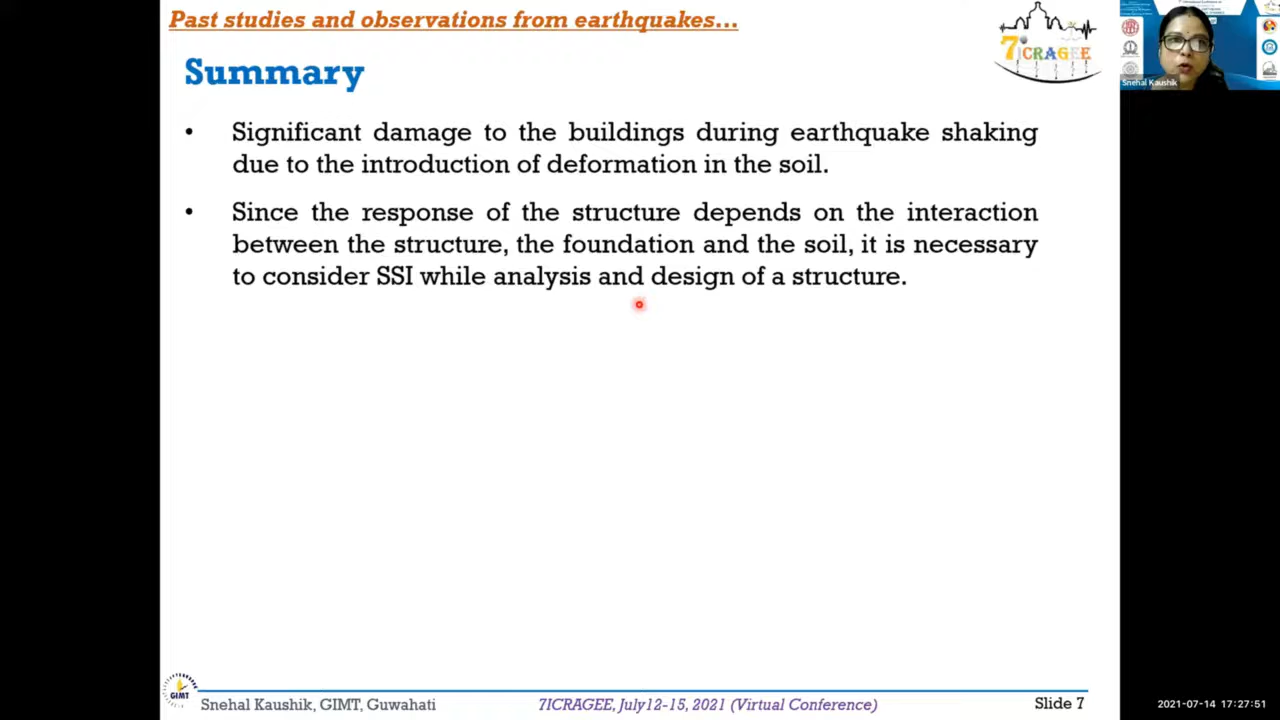 Past studies and observations from earthquakes...
7ICRAGEE
Snehal Kaushik
Summary
• Significant damage to the buildings during earthquake shaking
due to the introduction of deformation in the soil.
• Since the response of the structure depends on the interaction
between the structure, the foundation and the soil, it is necessary
to consider SSI while analysis and design of a structure.
GIMT
Snehal Kaushik, GIMT, Guwahati
7ICRAGEE, July12-15, 2021 (Virtual Conference)
Slide 7
2021-07-14 17:27:51